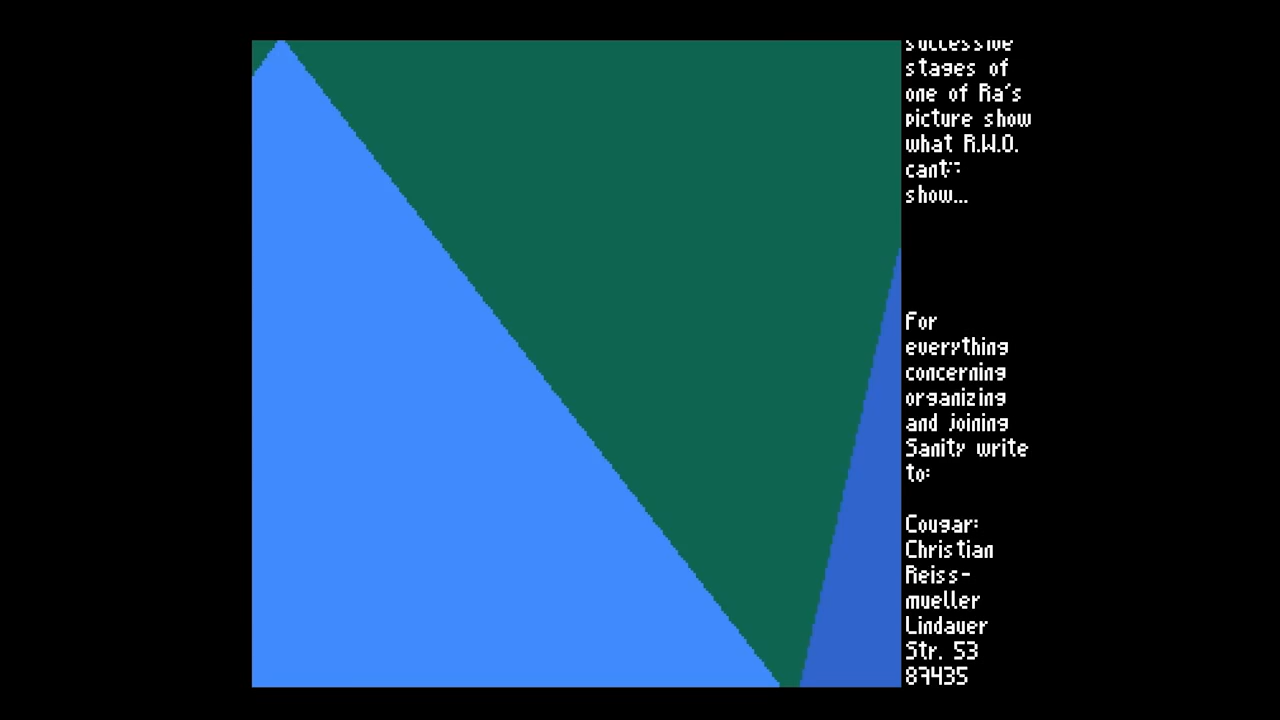 successive
stages of
one of Ra's
picture show
what R.W.O.
cant
show...
For
everything
concerning
organizing
and joining
Sanity write
to:
Cougar:
Christian
Reiss-
mueller
Lindauer
Str. 53
87435